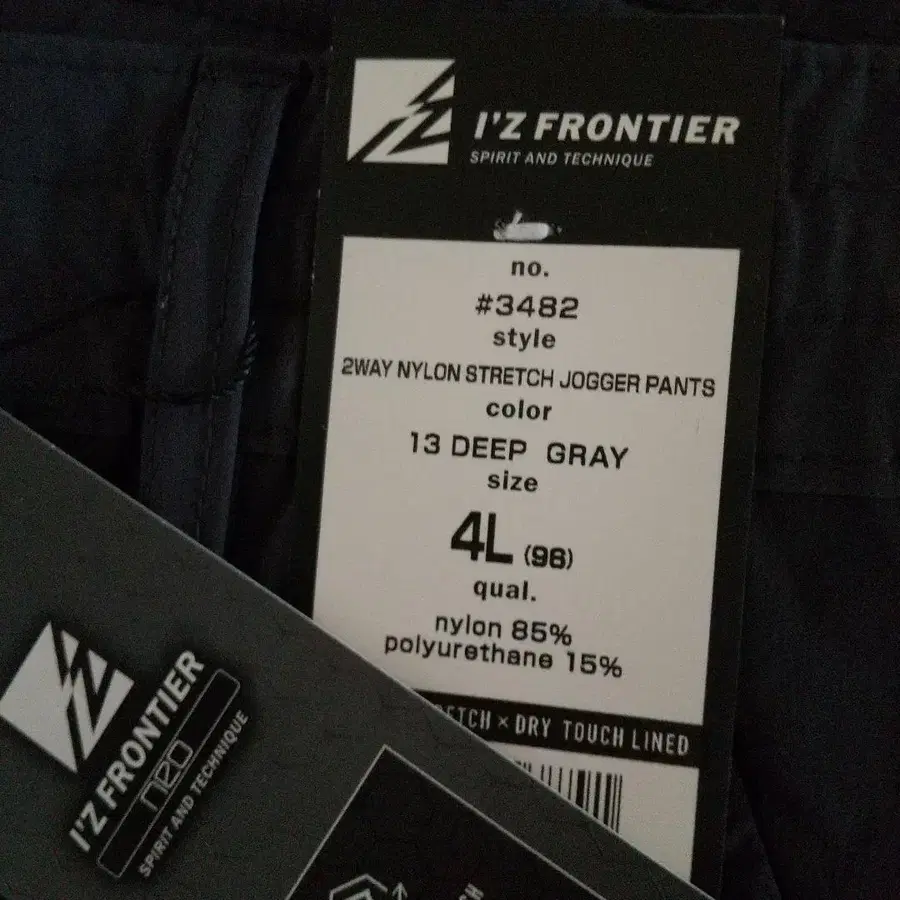 I'Z FRONTIER
SPIRIT AND TECHNIQUE
no.
#3482
style
2WAY NYLON STRETCH JOGGER PANTS
color
13 DEEP GRAY
size
4L (96)
qual.
nylon 85%
polyurethane 15%
× DRY TOUCH LINED
I'Z FRONTIER
neo
SPIRIT AND TECHNIQUE